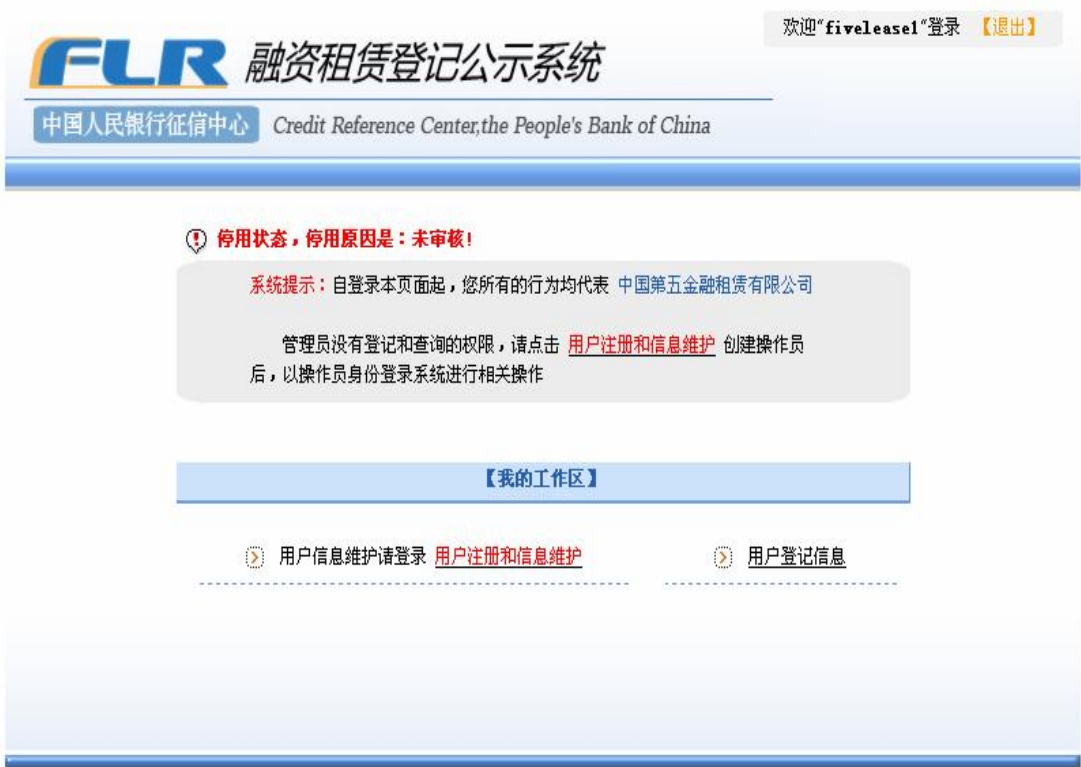 欢迎“fivelease1”登录 【退出】
FLR 融资租赁登记公示系统
中国人民银行征信中心 Credit Reference Center,the People's Bank of China
停用状态，停用原因是：未审核!
系统提示：自登录本页面起，您所有的行为均代表 中国第五金融租赁有限公司
管理员没有登记和查询的权限，请点击 用户注册和信息维护 创建操作员
后，以操作员身份登录系统进行相关操作
【我的工作区】
用户信息维护请登录 用户注册和信息维护 用户登记信息